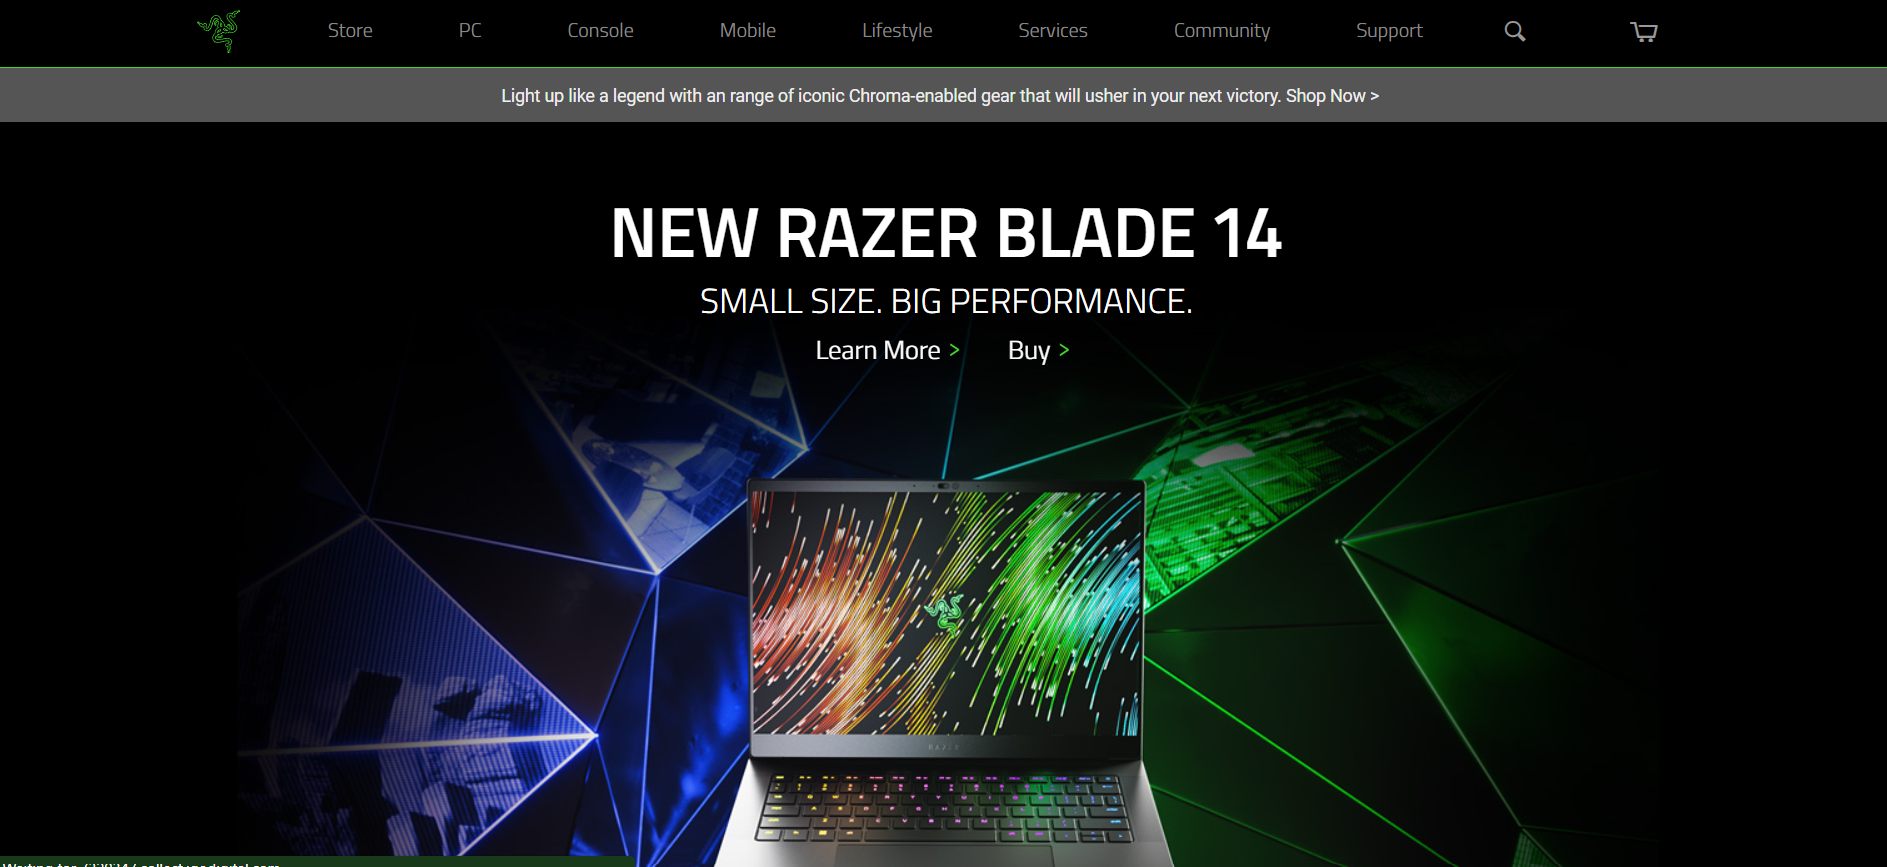 Store PC Console Mobile Lifestyle Services Community Support
Light up like a legend with an range of iconic Chroma-enabled gear that will usher in your next victory. Shop Now >
NEW RAZER BLADE 14
SMALL SIZE. BIG PERFORMANCE.
Learn More > Buy >
RAZER